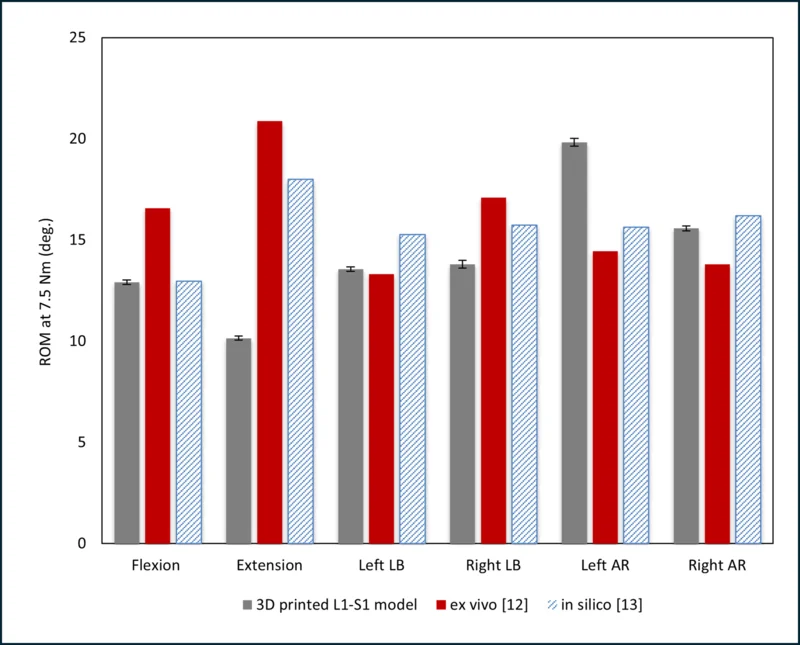 25
20
15
10
5
0
ROM at 7.5 Nm (deg.)
Flexion Extension Left LB Right LB Left AR Right AR
3D printed L1-S1 model ex vivo [12] in silico [13]